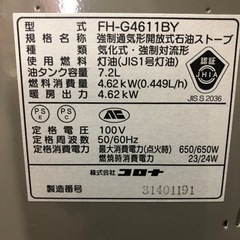 型式 FH-G4611BY
規格名称 強制通気形開放式石油ストーブ
種類 気化式・強制対流形
使用燃料 灯油(JIS1号灯油)
油タンク容量 7.2L
燃料消費量 4.62kW(0.449L/h)
暖房出力 4.62kW
認証
JHIA
JIS S 2036
PS E
PS C
定格電圧 100V
定格周波数 50/60Hz
定格消費電力 最大消費電力(点火時) 650/650W
燃焼時消費電力 23/24W
株式会社 コロナ
製造番号 31401191